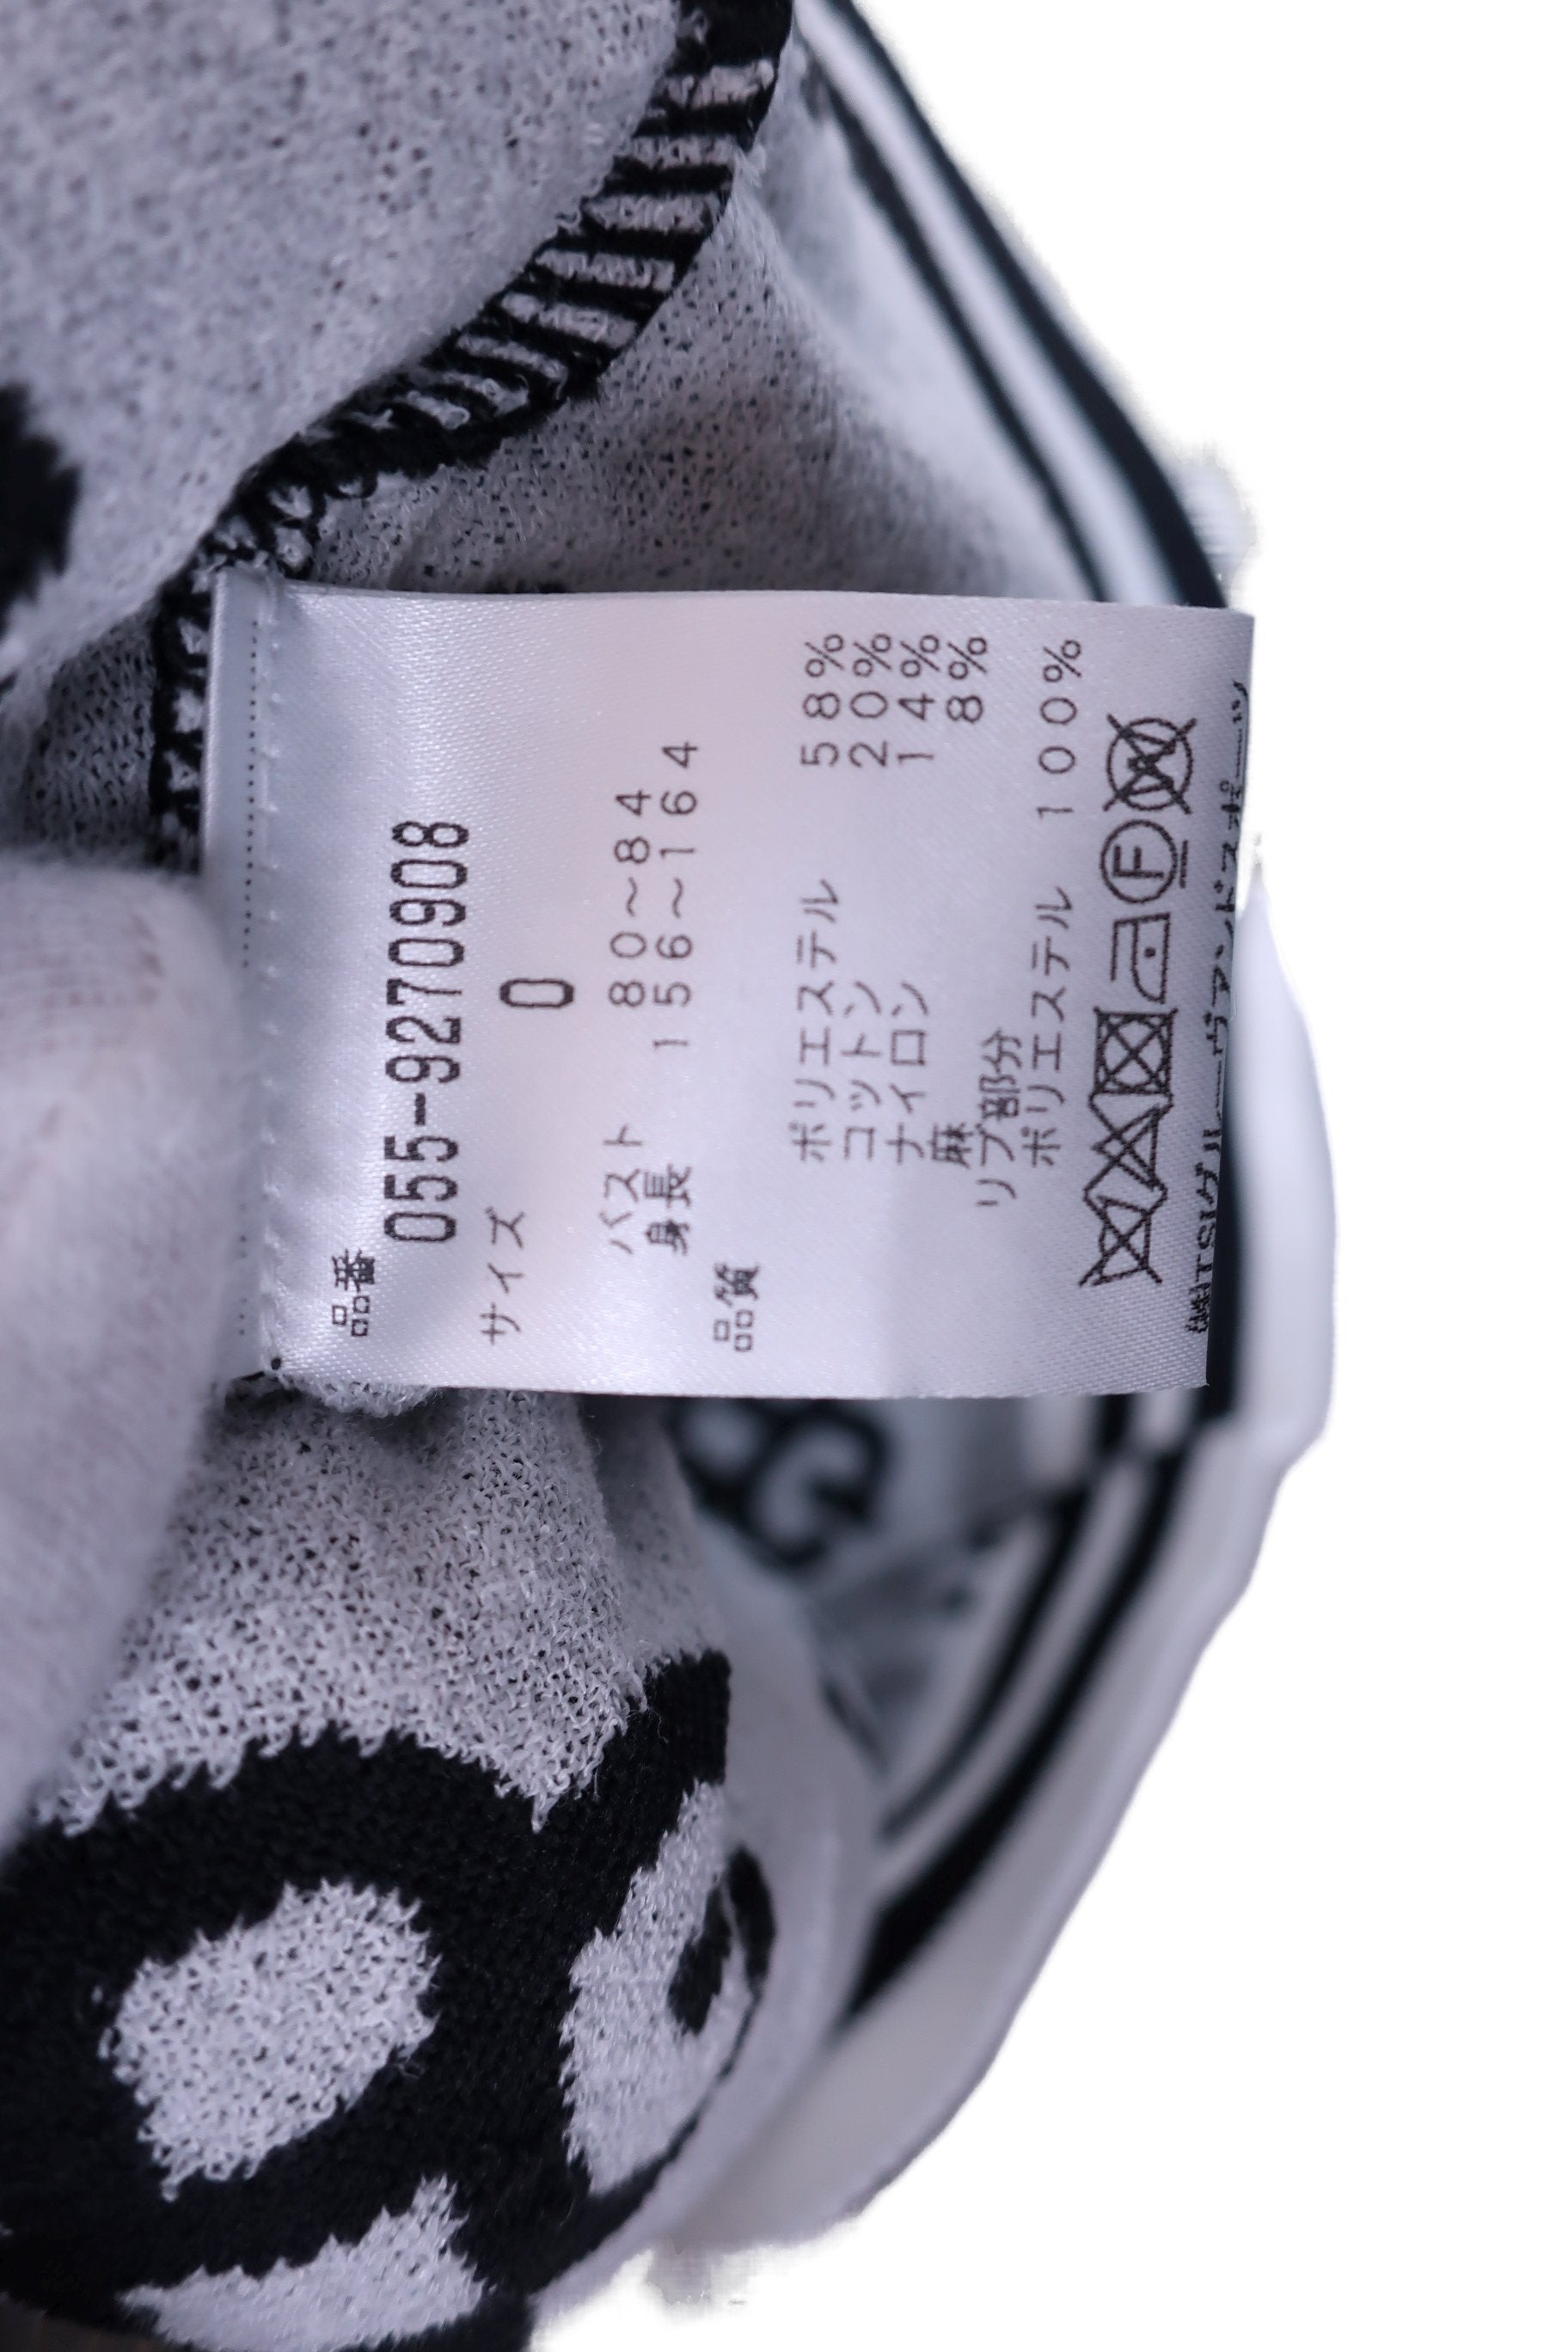 品番
055-9270908
サイズ
0
バスト 80〜84
身長 156〜164
品質
ポリエステル 58%
コットン 20%
ナイロン 14%
麻 8%
リブ部分
ポリエステル 100%
㈱TSIグルーヴアンドスポーツ